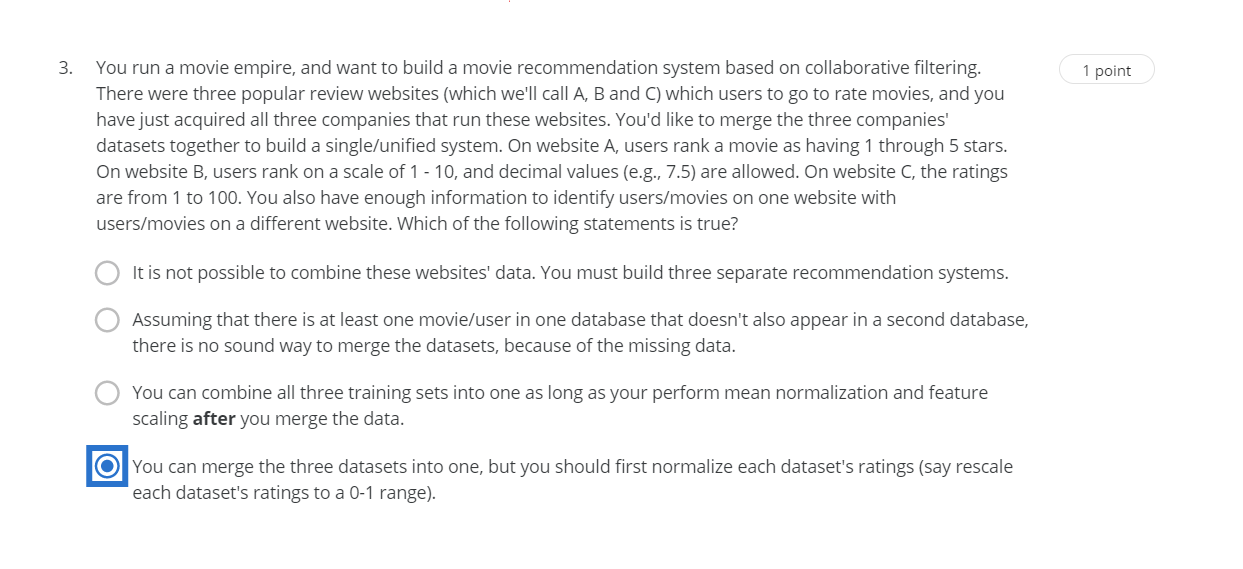 3. You run a movie empire, and want to build a movie recommendation system based on collaborative filtering.
1 point
There were three popular review websites (which we'll call A, B and C) which users to go to rate movies, and you
have just acquired all three companies that run these websites. You'd like to merge the three companies'
datasets together to build a single/unified system. On website A, users rank a movie as having 1 through 5 stars.
On website B, users rank on a scale of 1 - 10, and decimal values (e.g., 7.5) are allowed. On website C, the ratings
are from 1 to 100. You also have enough information to identify users/movies on one website with
users/movies on a different website. Which of the following statements is true?
It is not possible to combine these websites' data. You must build three separate recommendation systems.
Assuming that there is at least one movie/user in one database that doesn't also appear in a second database,
there is no sound way to merge the datasets, because of the missing data.
You can combine all three training sets into one as long as your perform mean normalization and feature
scaling after you merge the data.
You can merge the three datasets into one, but you should first normalize each dataset's ratings (say rescale
each dataset's ratings to a 0-1 range).